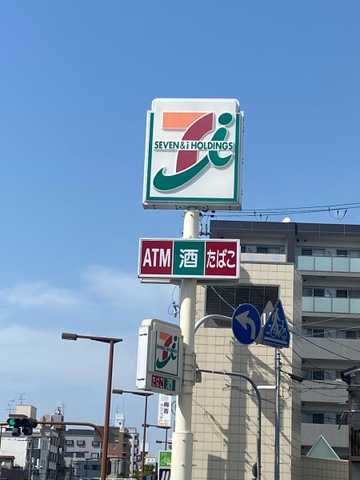 SEVEN & i HOLDINGS
ATM 酒 たばこ